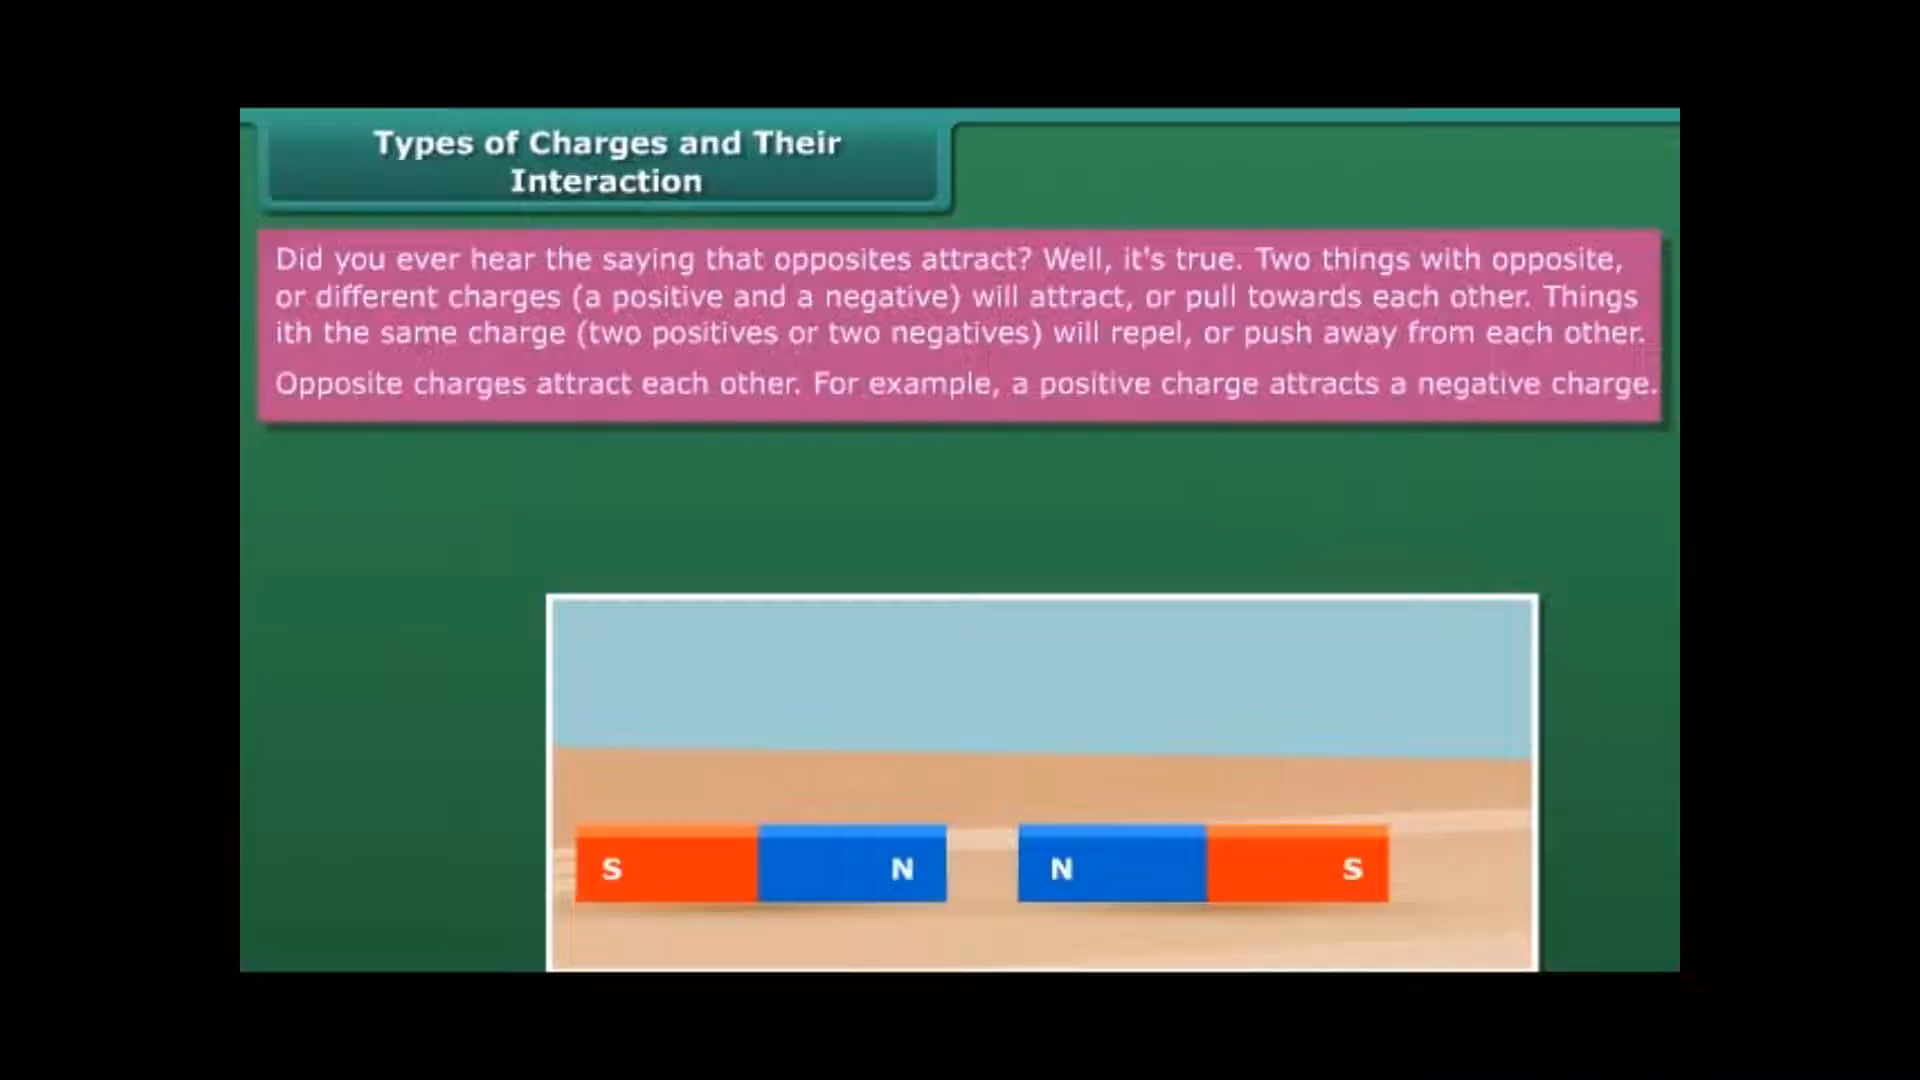 Types of Charges and Their
Interaction
Did you ever hear the saying that opposites attract? Well, it's true. Two things with opposite,
or different charges (a positive and a negative) will attract, or pull towards each other. Things
ith the same charge (two positives or two negatives) will repel, or push away from each other.
Opposite charges attract each other. For example, a positive charge attracts a negative charge.
S N N S